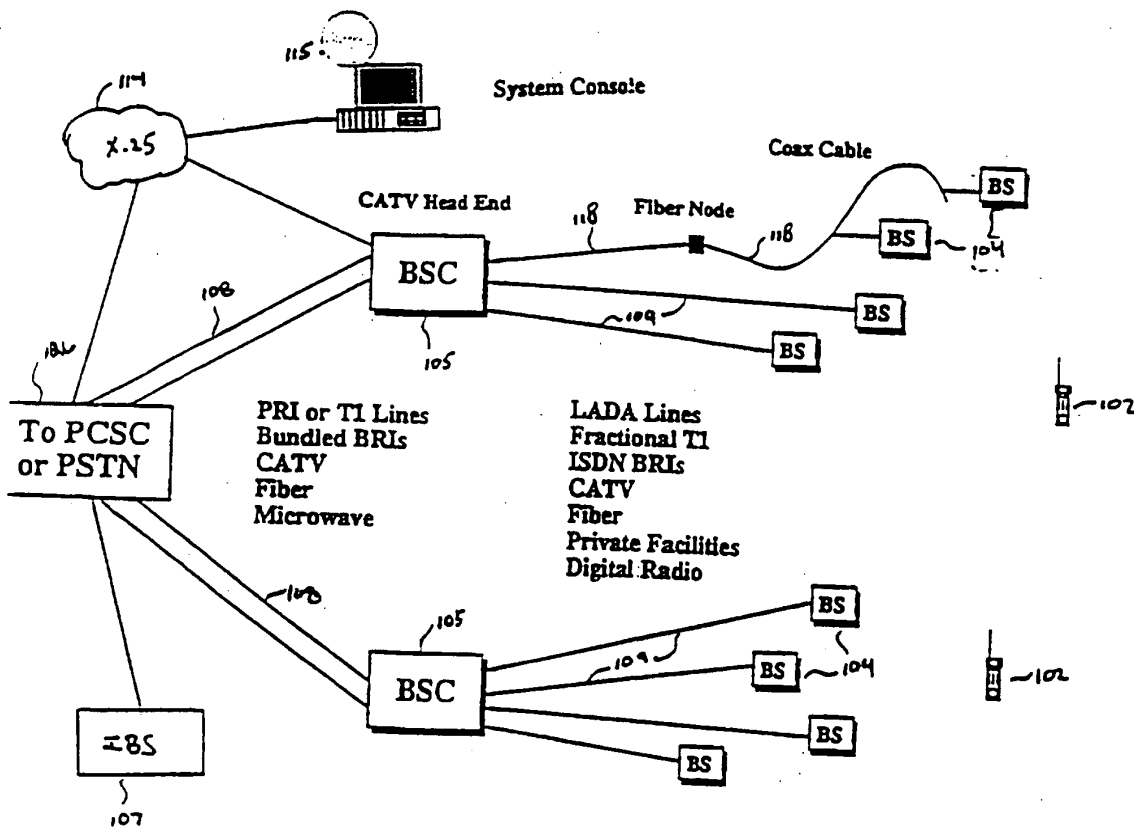 115
114
System Console
X.25
Coax Cable
CATV Head End
Fiber Node
BS
118
118
BS
104
BSC
108
109
BS
BS
105
102
To PCSC
or PSTN
PRI or T1 Lines
Bundled BRIs
CATV
Fiber
Microwave
LADA Lines
Fractional T1
ISDN BRIs
CATV
Fiber
Private Facilities
Digital Radio
108
105
BS
109
BS
104
102
BSC
BS
BS
IBS
107